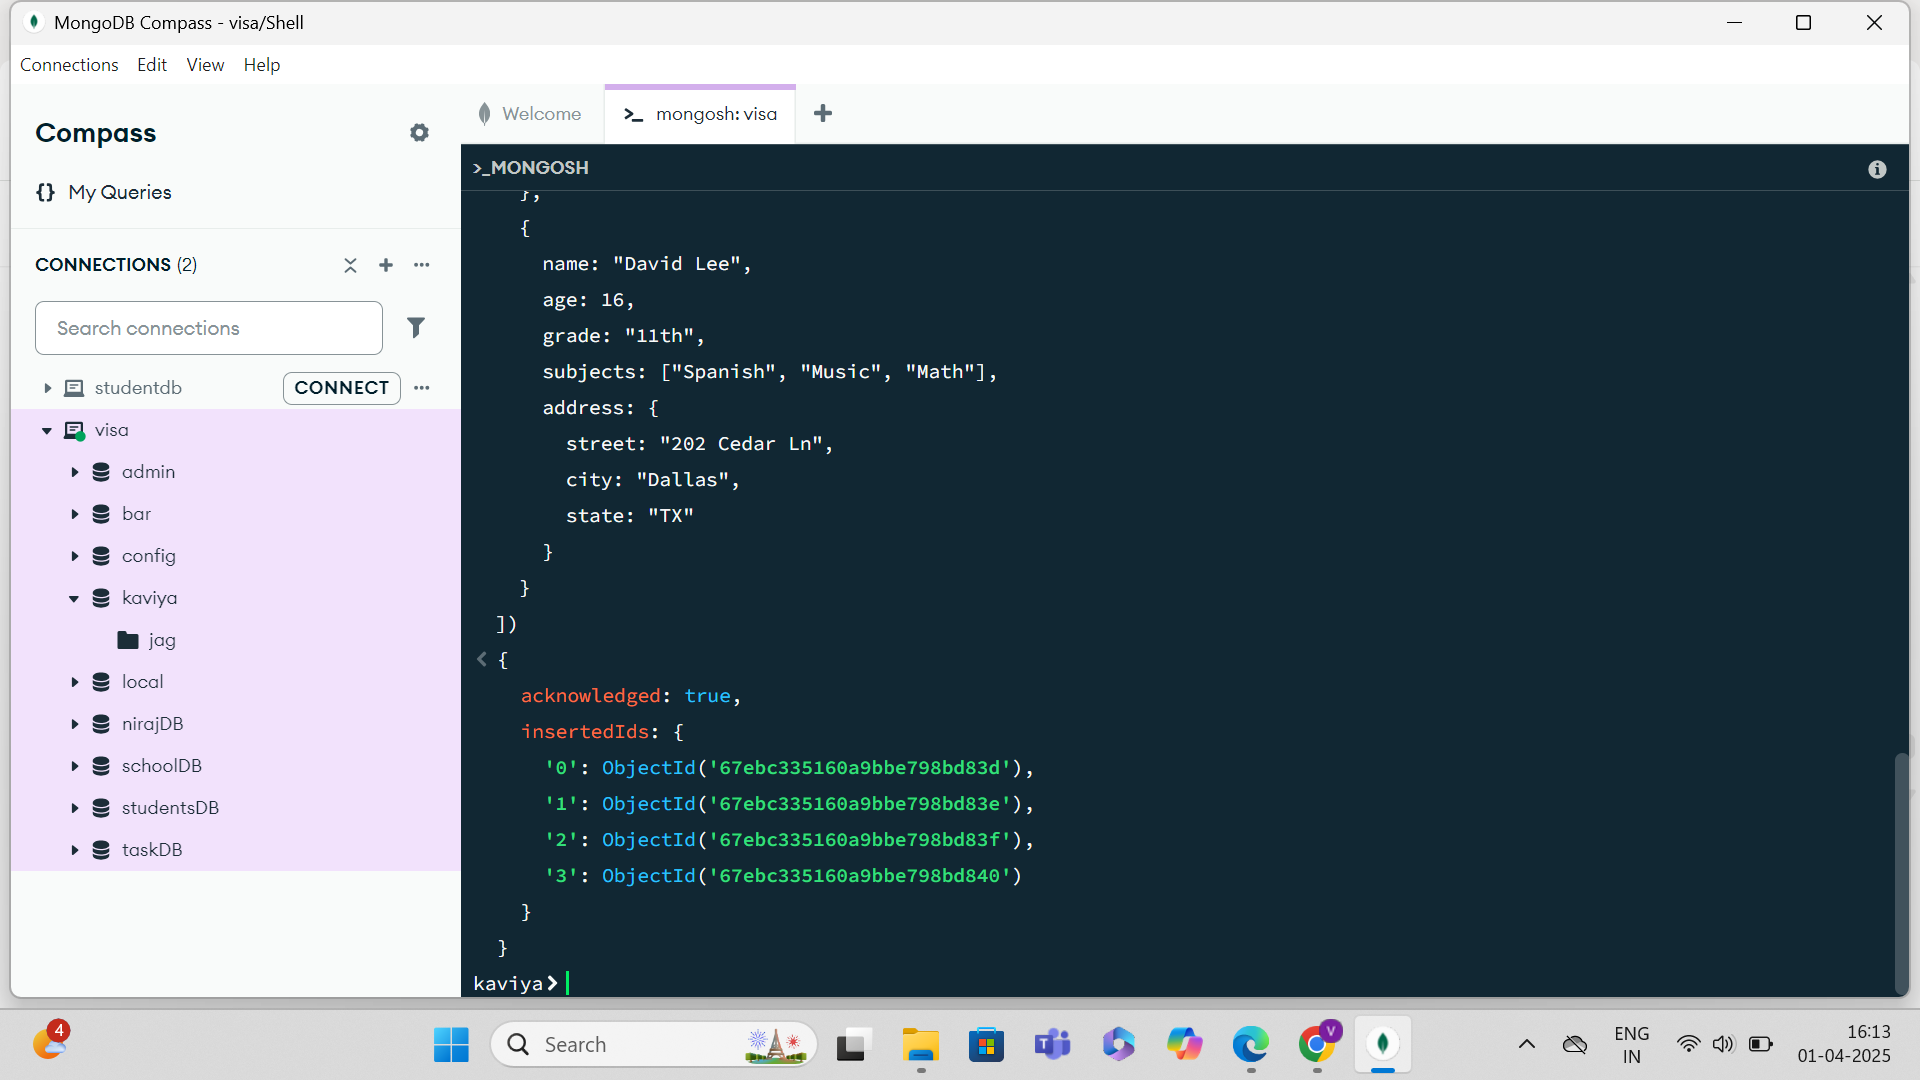 MongoDB Compass - visa/Shell
Connections Edit View Help
Compass
{} My Queries
CONNECTIONS (2)
Search connections
studentdb CONNECT
visa
admin
bar
config
kaviya
jag
local
nirajDB
schoolDB
studentsDB
taskDB
Welcome
>_ mongosh: visa
>_MONGOSH
},
{
name: "David Lee",
age: 16,
grade: "11th",
subjects: ["Spanish", "Music", "Math"],
address: {
street: "202 Cedar Ln",
city: "Dallas",
state: "TX"
}
}
])
< {
acknowledged: true,
insertedIds: {
'0': ObjectId('67ebc335160a9bbe798bd83d'),
'1': ObjectId('67ebc335160a9bbe798bd83e'),
'2': ObjectId('67ebc335160a9bbe798bd83f'),
'3': ObjectId('67ebc335160a9bbe798bd840')
}
}
kaviya>
4
Search
T
V
ENG
IN
16:13
01-04-2025